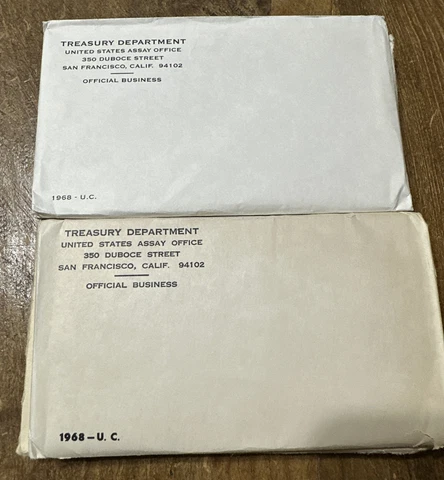 TREASURY DEPARTMENT
UNITED STATES ASSAY OFFICE
350 DUBOCE STREET
SAN FRANCISCO, CALIF. 94102
OFFICIAL BUSINESS
1968 - U.C.
TREASURY DEPARTMENT
UNITED STATES ASSAY OFFICE
350 DUBOCE STREET
SAN FRANCISCO, CALIF. 94102
OFFICIAL BUSINESS
1968 – U. C.